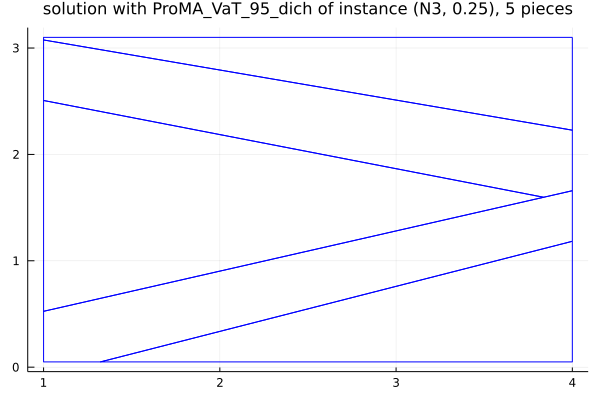 solution with ProMA_VaT_95_dich of instance (N3, 0.25), 5 pieces
3
2
1
0
1 2 3 4